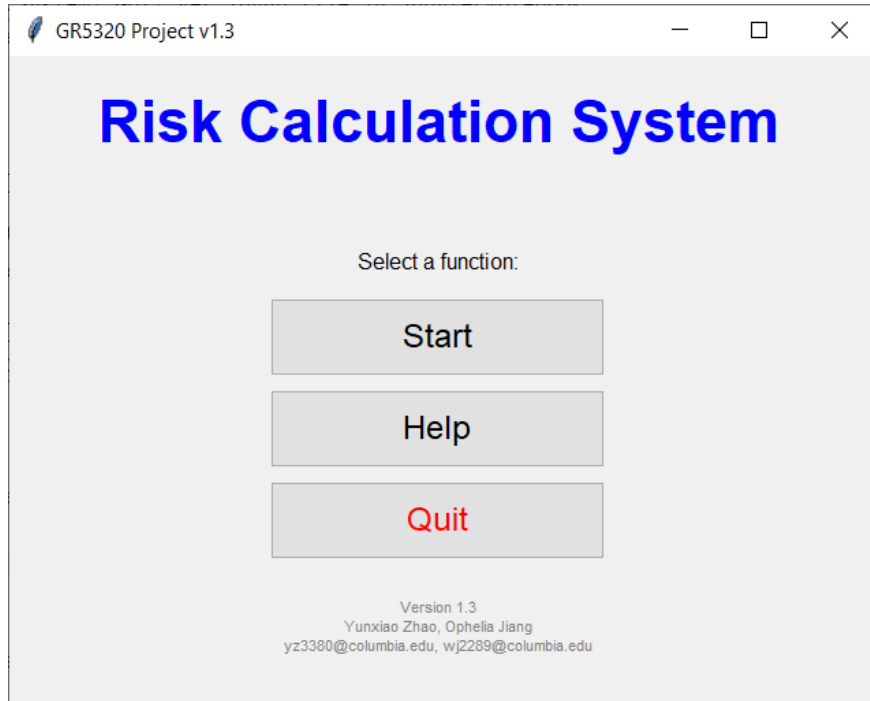 GR5320 Project v1.3
Risk Calculation System
Select a function:
Start
Help
Quit
Version 1.3
Yunxiao Zhao, Ophelia Jiang
yz3380@columbia.edu, wj2289@columbia.edu